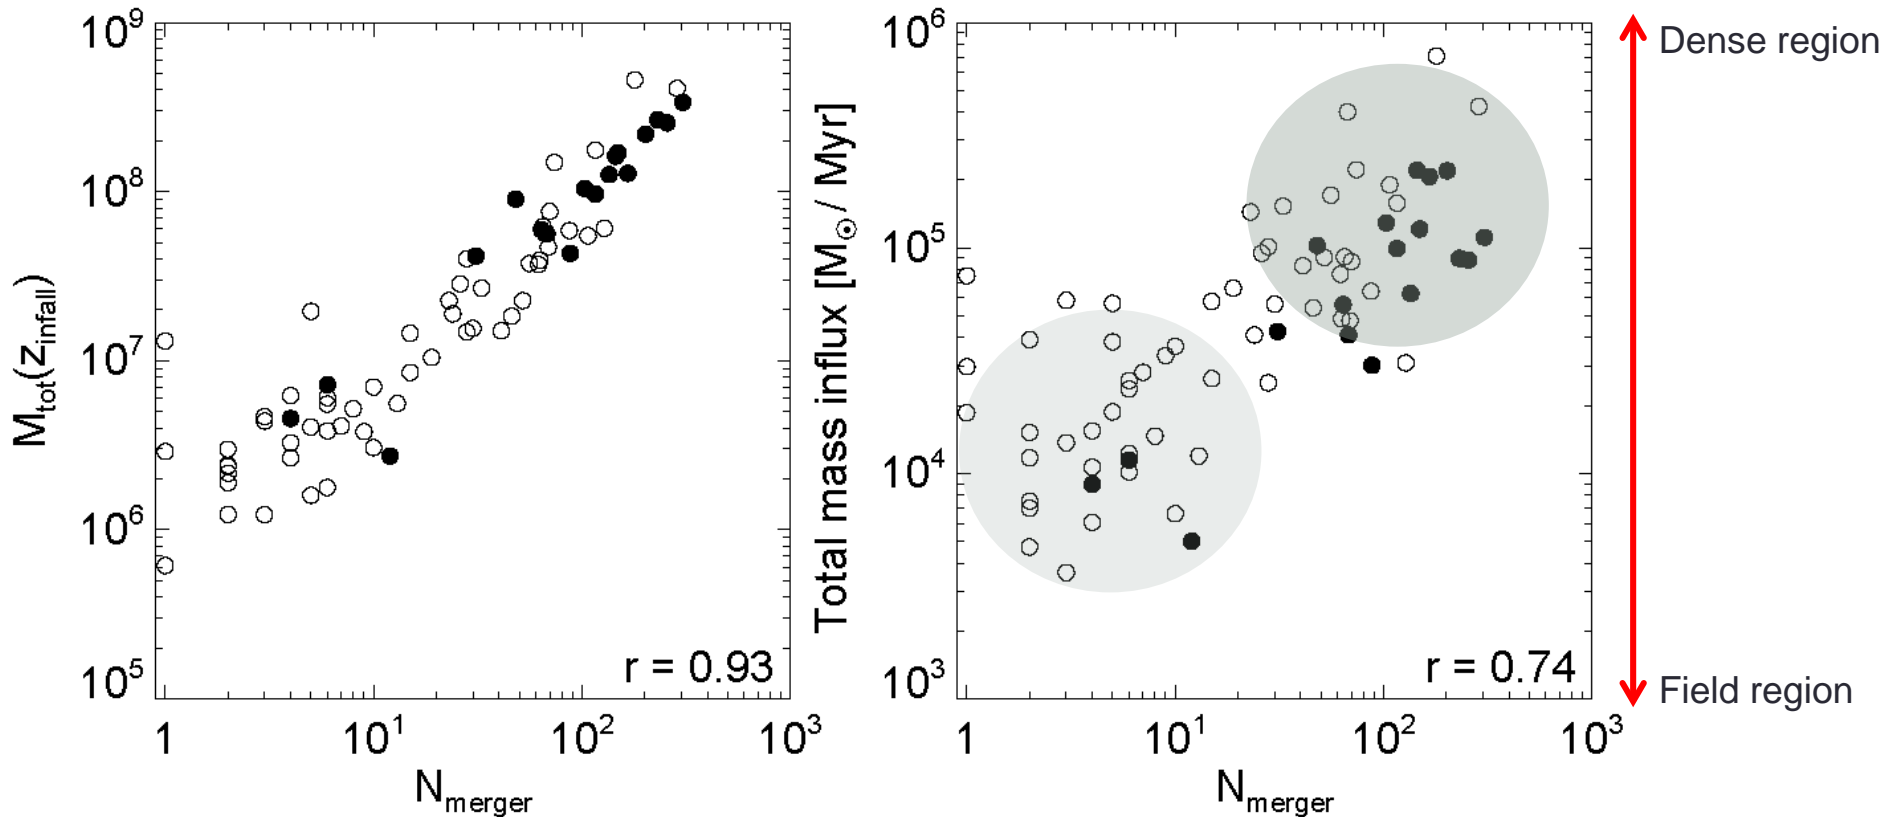 10⁹
10⁸
10⁷
10⁶
10⁵
M_tot(z_infall)
1
10¹
10²
10³
N_merger
r = 0.93
Total mass influx [M⊙ / Myr]
10⁶
10⁵
10⁴
10³
1
10¹
10²
10³
N_merger
r = 0.74
Dense region
Field region